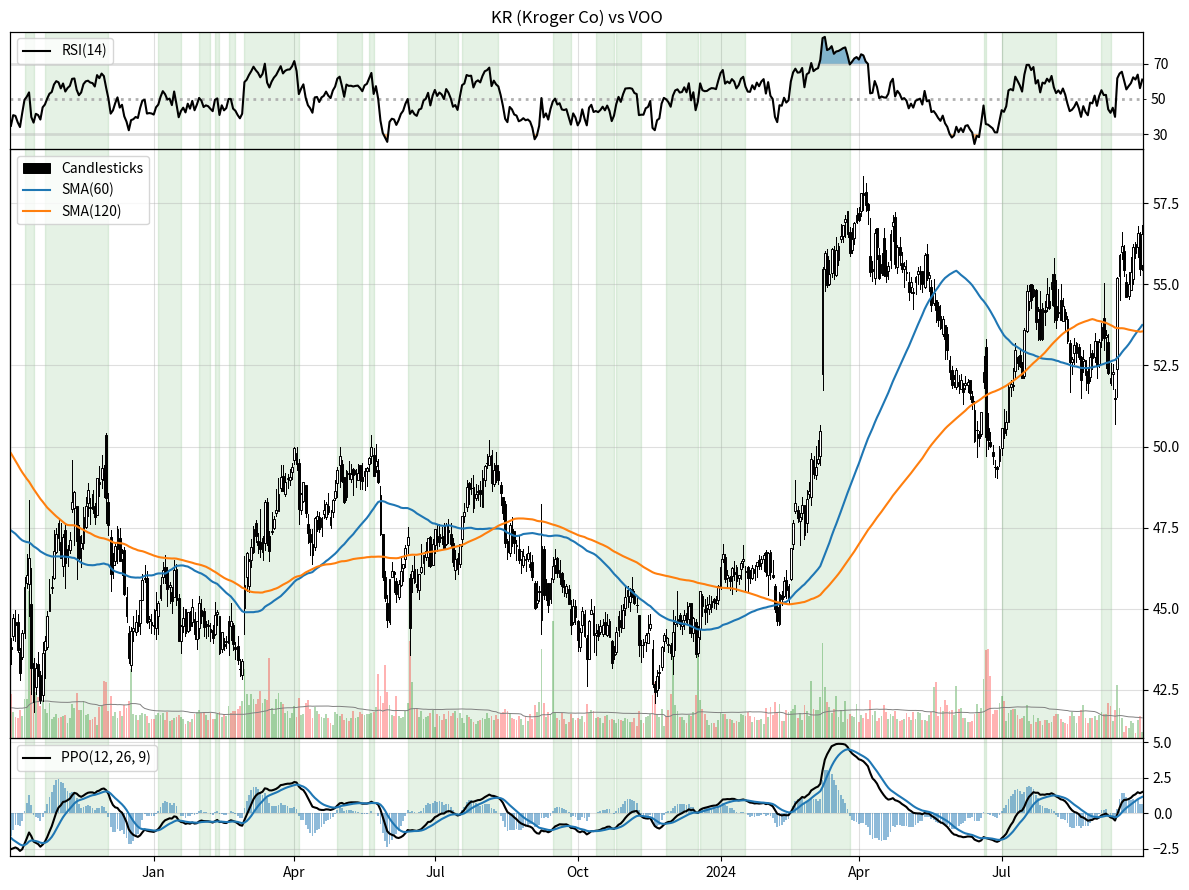 KR (Kroger Co) vs VOO
RSI(14)
70
50
30
Candlesticks
SMA(60)
SMA(120)
57.5
55.0
52.5
50.0
47.5
45.0
42.5
PPO(12, 26, 9)
5.0
2.5
0.0
−2.5
Jan Apr Jul Oct 2024 Apr Jul